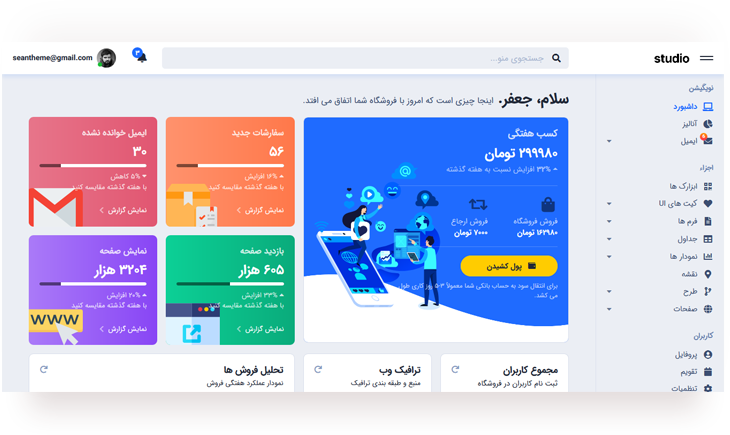 studio
جستجوی منو...
۳
seantheme@gmail.com
نویگیشن
داشبورد
آنالیز
ایمیل
۶
اجزاء
ابزارک ها
کیت های UI
فرم ها
جداول
نمودار ها
نقشه
طرح
صفحات
کاربران
پروفایل
تقویم
تنظیمات
سلام، جعفر. اینجا چیزی است که امروز با فروشگاه شما اتفاق می افتد.
کسب هفتگی
۲۹۹۹۸۰ تومان
۳۲% افزایش نسبت به هفته گذشته
فروش فروشگاه
۱۶۲۹۸۰ تومان
فروش ارجاع
۷۰۰۰ تومان
پول کشیدن
برای انتقال سود به حساب بانکی شما معمولاً ۳-۵ روز کاری طول
می کشد.
سفارشات جدید
۵۶
۱۶% افزایش
با هفته گذشته مقایسه کنید
نمایش گزارش
ایمیل خوانده نشده
۳۰
۵% کاهش
با هفته گذشته مقایسه کنید
نمایش گزارش
بازدید صفحه
۶۰۵ هزار
۳۳% افزایش
با هفته گذشته مقایسه کنید
نمایش گزارش
نمایش صفحه
۳۲۰۴ هزار
۲۰% افزایش
با هفته گذشته مقایسه کنید
نمایش گزارش
WWW
مجموع کاربران
ثبت نام کاربران در فروشگاه
ترافیک وب
منبع و طبقه بندی ترافیک
تحلیل فروش ها
نمودار عملکرد هفتگی فروش